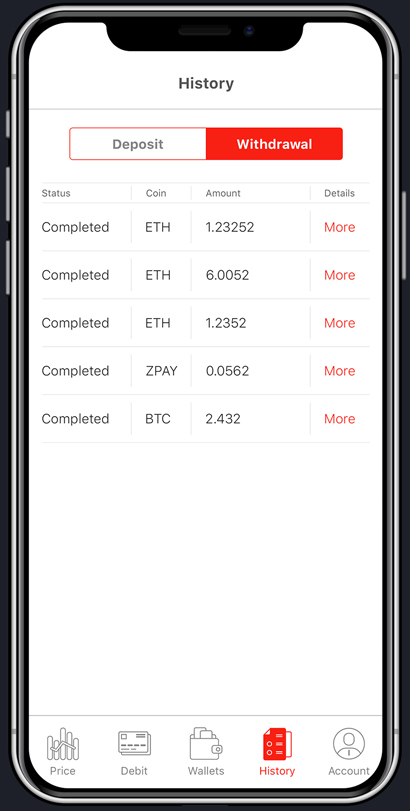 History
Deposit Withdrawal
Status Coin Amount Details
Completed ETH 1.23252 More
Completed ETH 6.0052 More
Completed ETH 1.2352 More
Completed ZPAY 0.0562 More
Completed BTC 2.432 More
Price Debit Wallets History Account